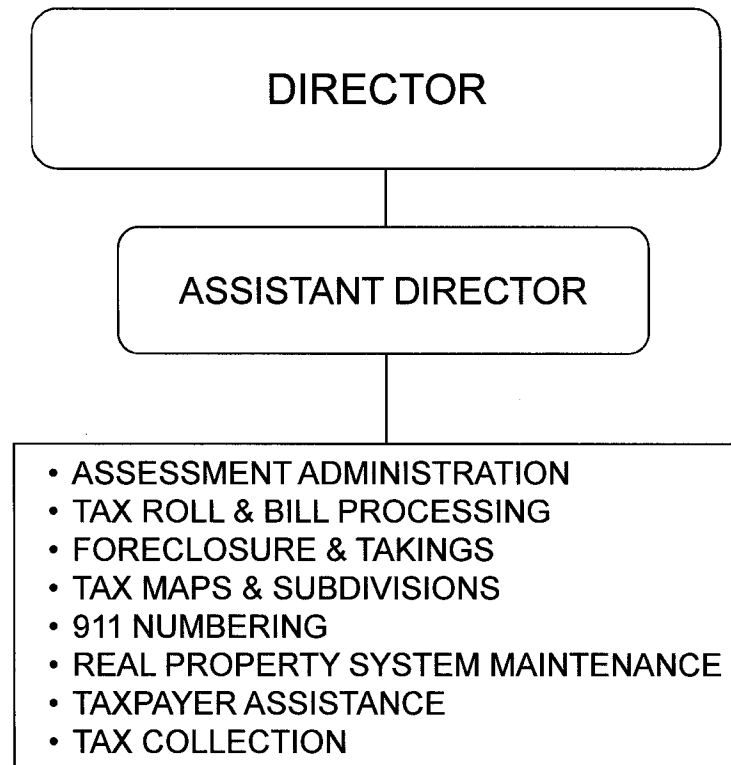 DIRECTOR
ASSISTANT DIRECTOR
• ASSESSMENT ADMINISTRATION
• TAX ROLL & BILL PROCESSING
• FORECLOSURE & TAKINGS
• TAX MAPS & SUBDIVISIONS
• 911 NUMBERING
• REAL PROPERTY SYSTEM MAINTENANCE
• TAXPAYER ASSISTANCE
• TAX COLLECTION